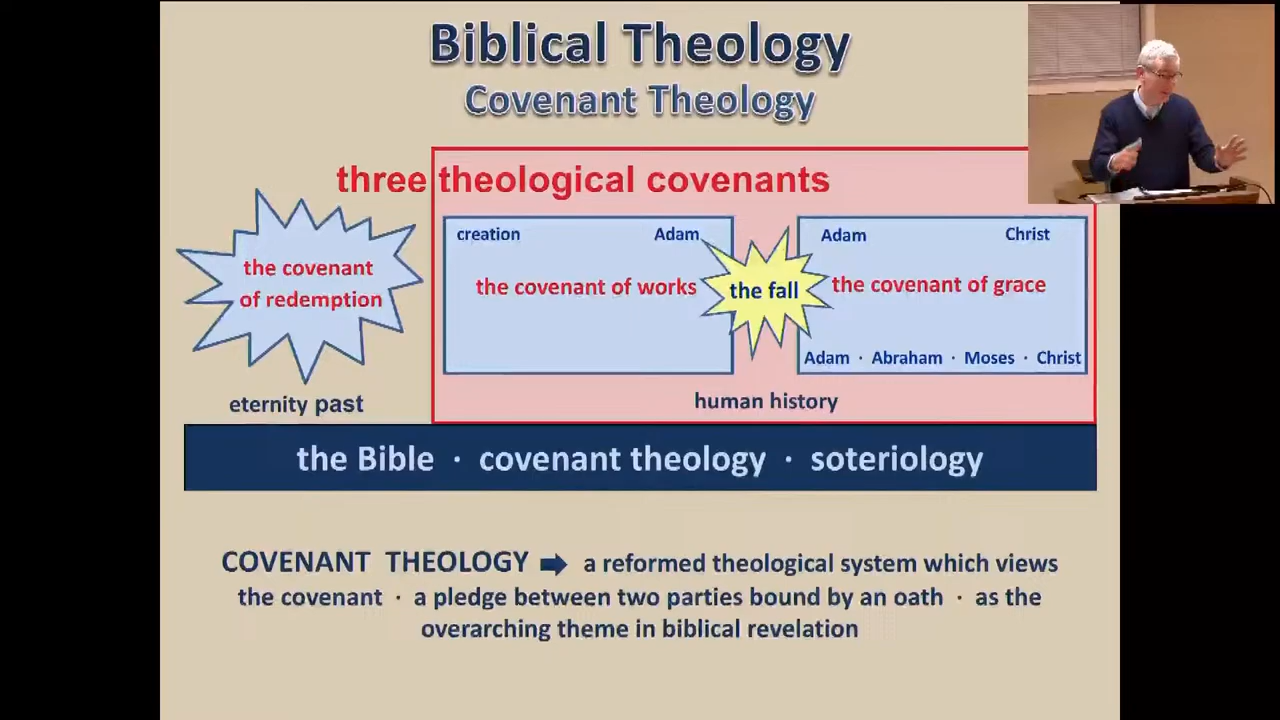 Biblical Theology
Covenant Theology
three theological covenants
the covenant
of redemption
eternity past
creation Adam
the covenant of works
the fall
Adam Christ
the covenant of grace
Adam · Abraham · Moses · Christ
human history
the Bible · covenant theology · soteriology
COVENANT THEOLOGY ➡ a reformed theological system which views
the covenant · a pledge between two parties bound by an oath · as the
overarching theme in biblical revelation